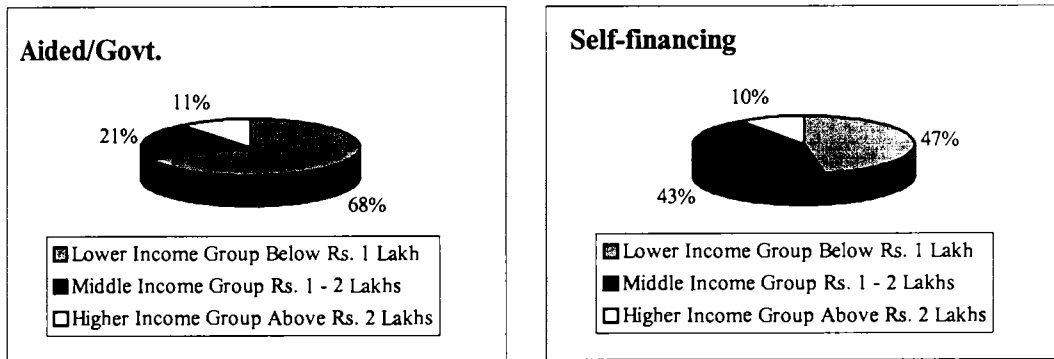 Aided/Govt.
11%
21%
68%
Lower Income Group Below Rs. 1 Lakh
Middle Income Group Rs. 1 - 2 Lakhs
Higher Income Group Above Rs. 2 Lakhs
Self-financing
10%
47%
43%
Lower Income Group Below Rs. 1 Lakh
Middle Income Group Rs. 1 - 2 Lakhs
Higher Income Group Above Rs. 2 Lakhs